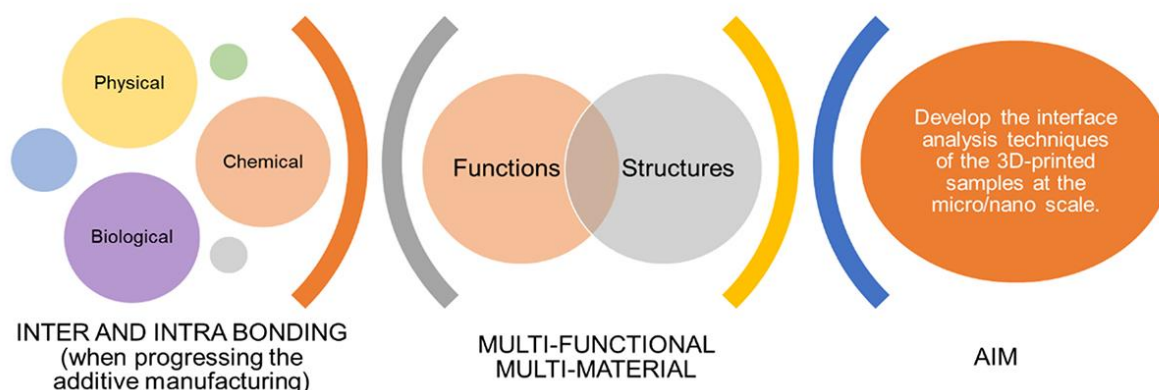 Physical
Chemical
Biological
INTER AND INTRA BONDING
(when progressing the
additive manufacturing)
Functions
Structures
MULTI-FUNCTIONAL
MULTI-MATERIAL
Develop the interface
analysis techniques
of the 3D-printed
samples at the
micro/nano scale.
AIM